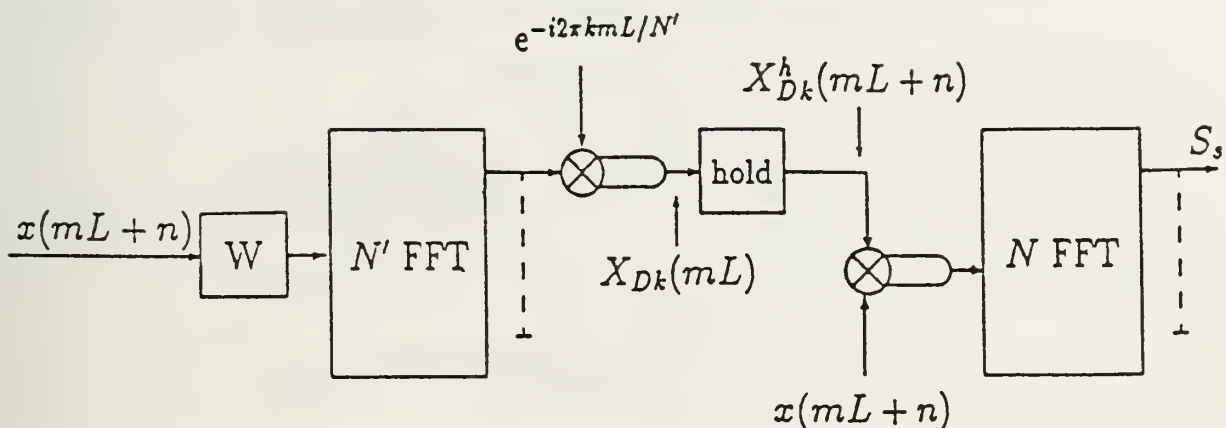 e^{-i2πkmL/N'}
X^h_{Dk}(mL + n)
S_s
hold
x(mL + n)
W
N' FFT
N FFT
X_{Dk}(mL)
x(mL + n)